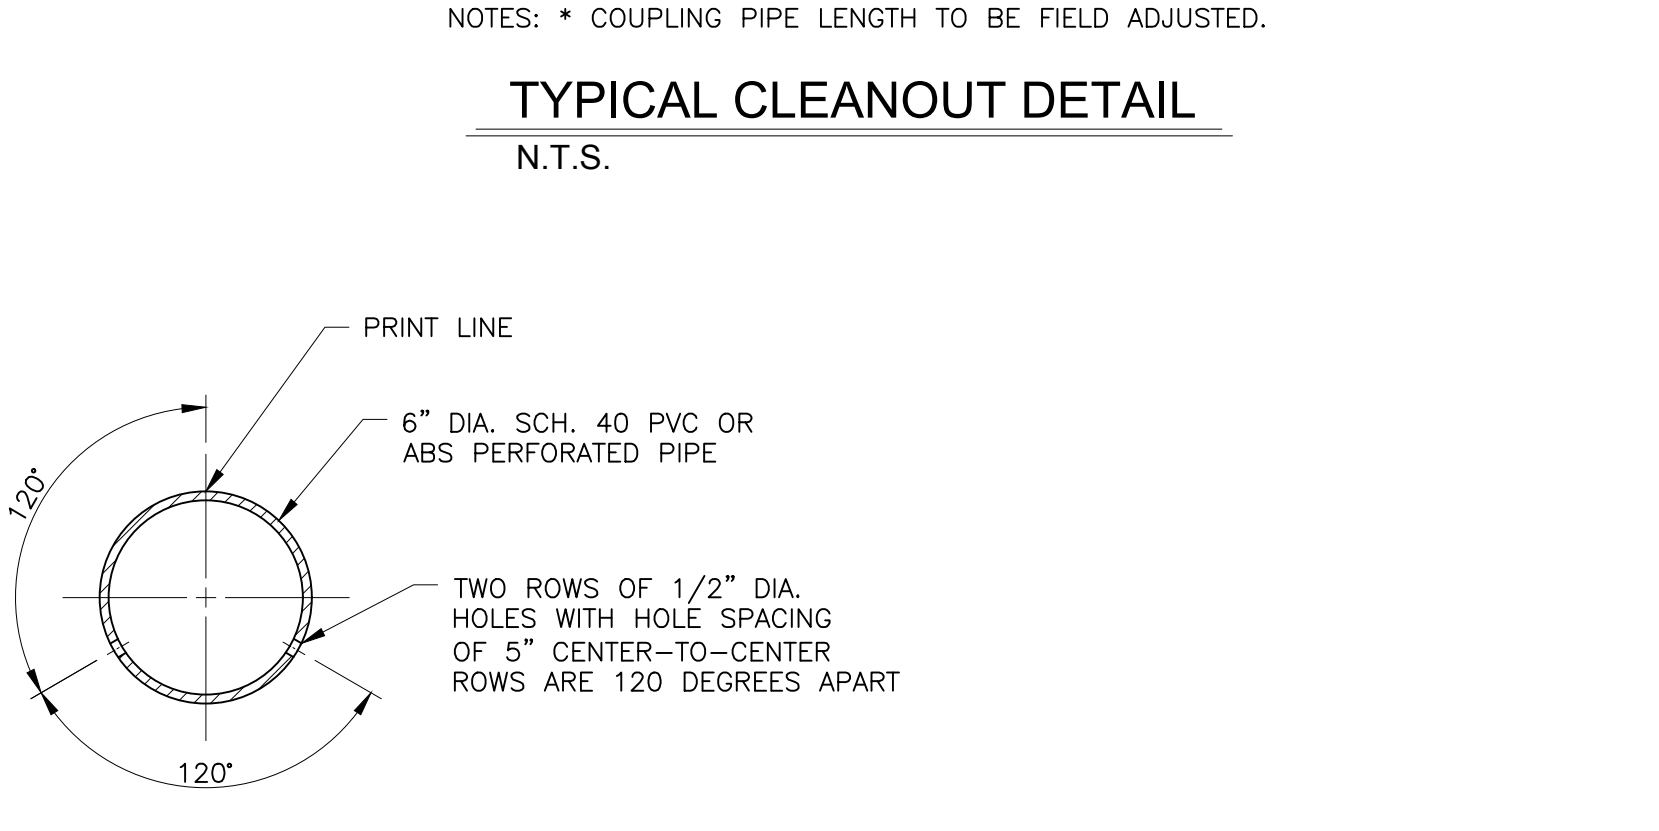 NOTES: * COUPLING PIPE LENGTH TO BE FIELD ADJUSTED.
TYPICAL CLEANOUT DETAIL
N.T.S.
PRINT LINE
6” DIA. SCH. 40 PVC OR
ABS PERFORATED PIPE
120°
TWO ROWS OF 1/2” DIA.
HOLES WITH HOLE SPACING
OF 5” CENTER–TO–CENTER
ROWS ARE 120 DEGREES APART
120°